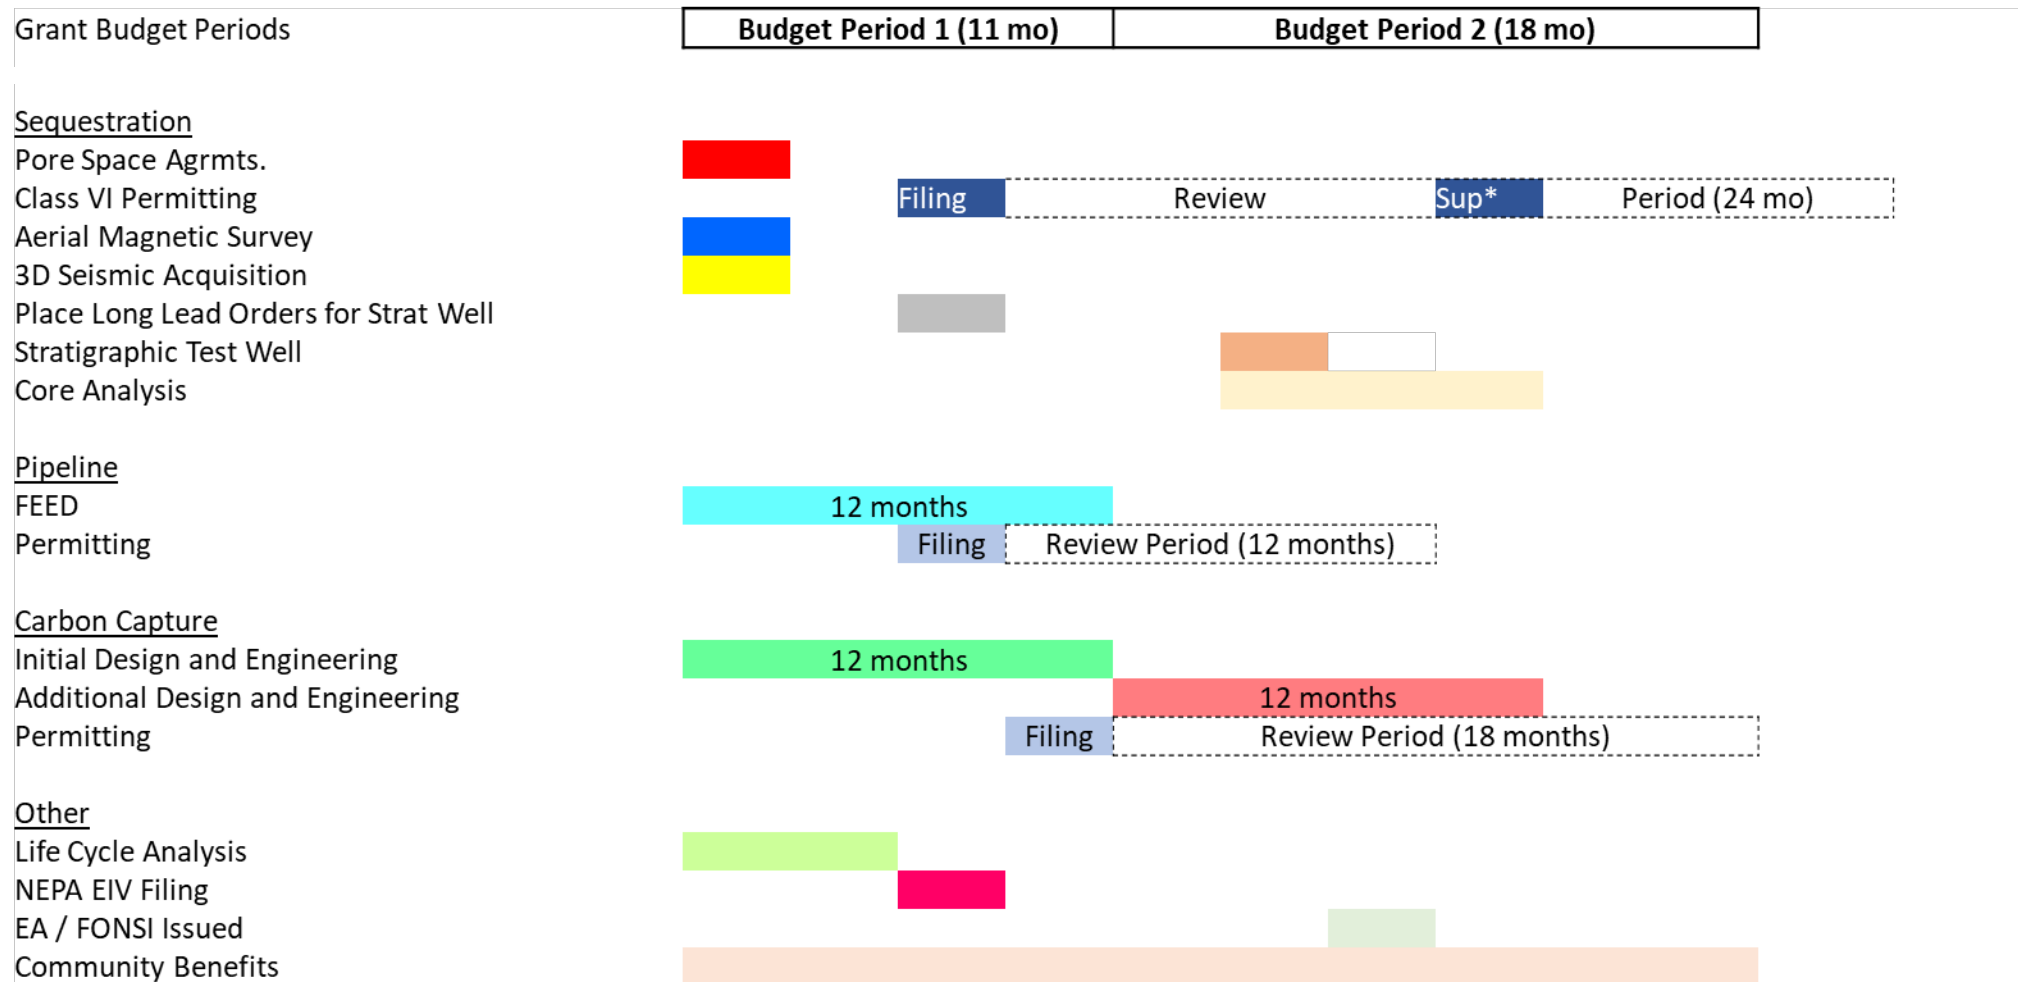 Grant Budget Periods Budget Period 1 (11 mo) Budget Period 2 (18 mo)
Sequestration
Pore Space Agrmts.
Class VI Permitting Filing Review Sup* Period (24 mo)
Aerial Magnetic Survey
3D Seismic Acquisition
Place Long Lead Orders for Strat Well
Stratigraphic Test Well
Core Analysis
Pipeline
FEED 12 months
Permitting Filing Review Period (12 months)
Carbon Capture
Initial Design and Engineering 12 months
Additional Design and Engineering 12 months
Permitting Filing Review Period (18 months)
Other
Life Cycle Analysis
NEPA EIV Filing
EA / FONSI Issued
Community Benefits